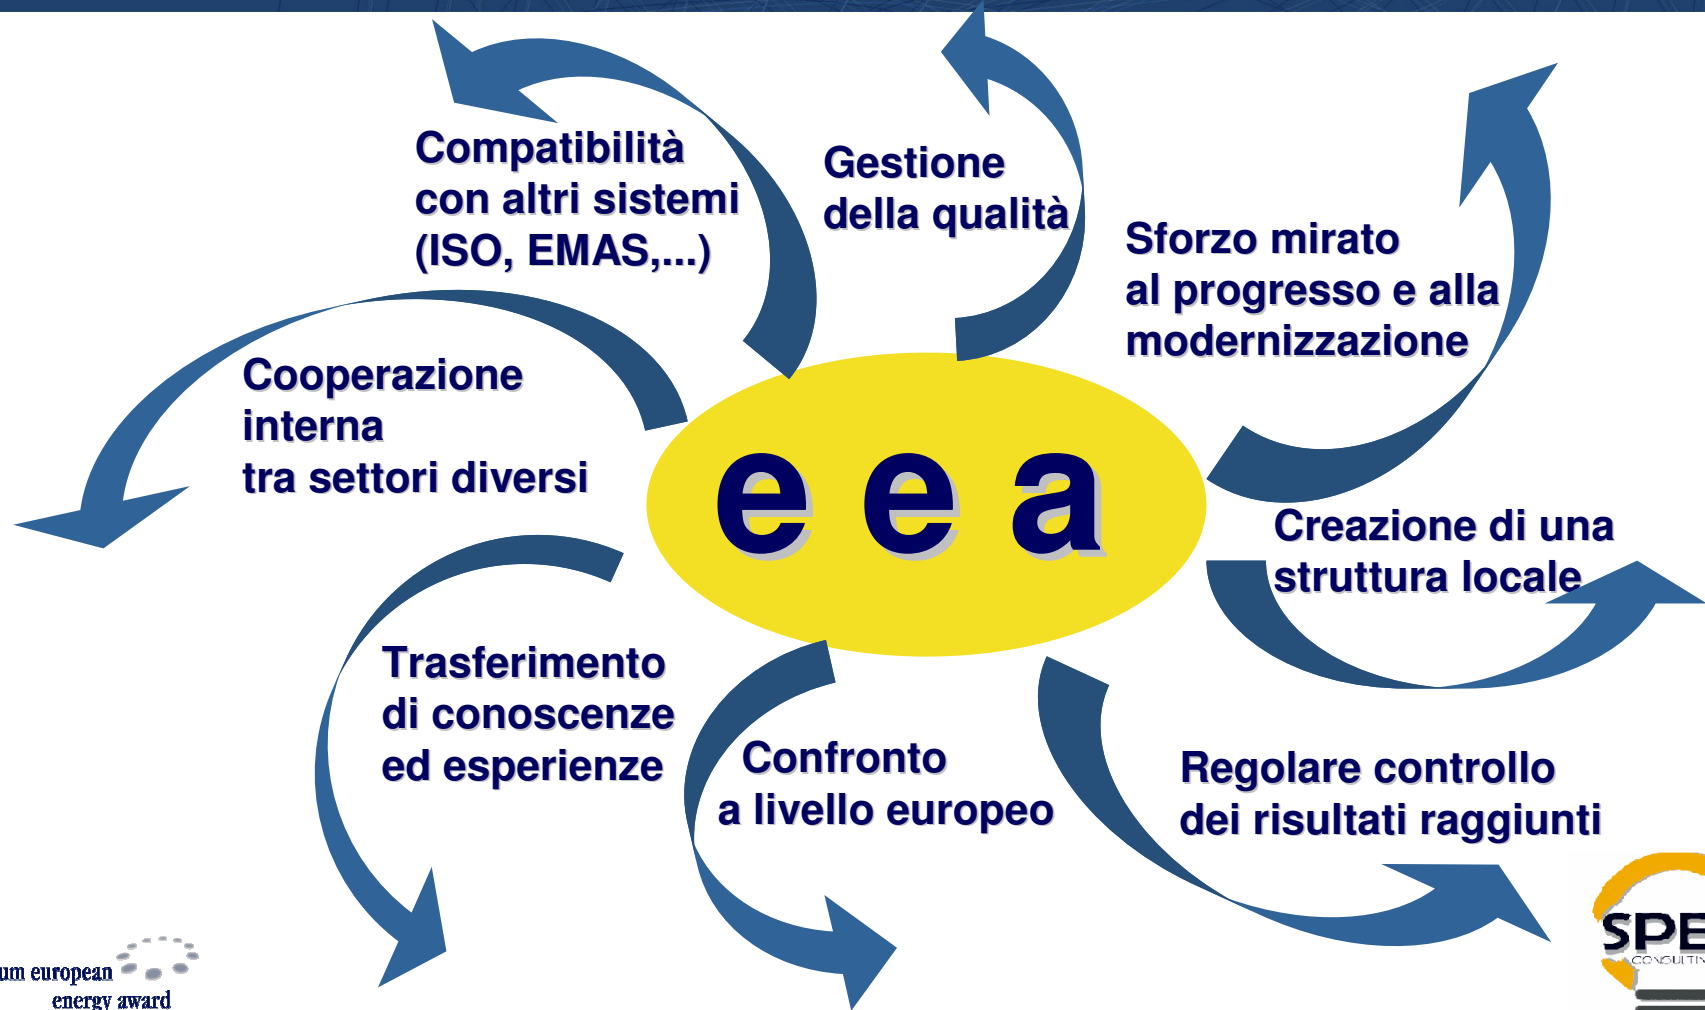 Compatibilità
con altri sistemi
(ISO, EMAS,...)
Gestione
della qualità
Sforzo mirato
al progresso e alla
modernizzazione
Cooperazione
interna
tra settori diversi
e e a
Creazione di una
struttura locale
Trasferimento
di conoscenze
ed esperienze
Confronto
a livello europeo
Regolare controllo
dei risultati raggiunti
european
energy award